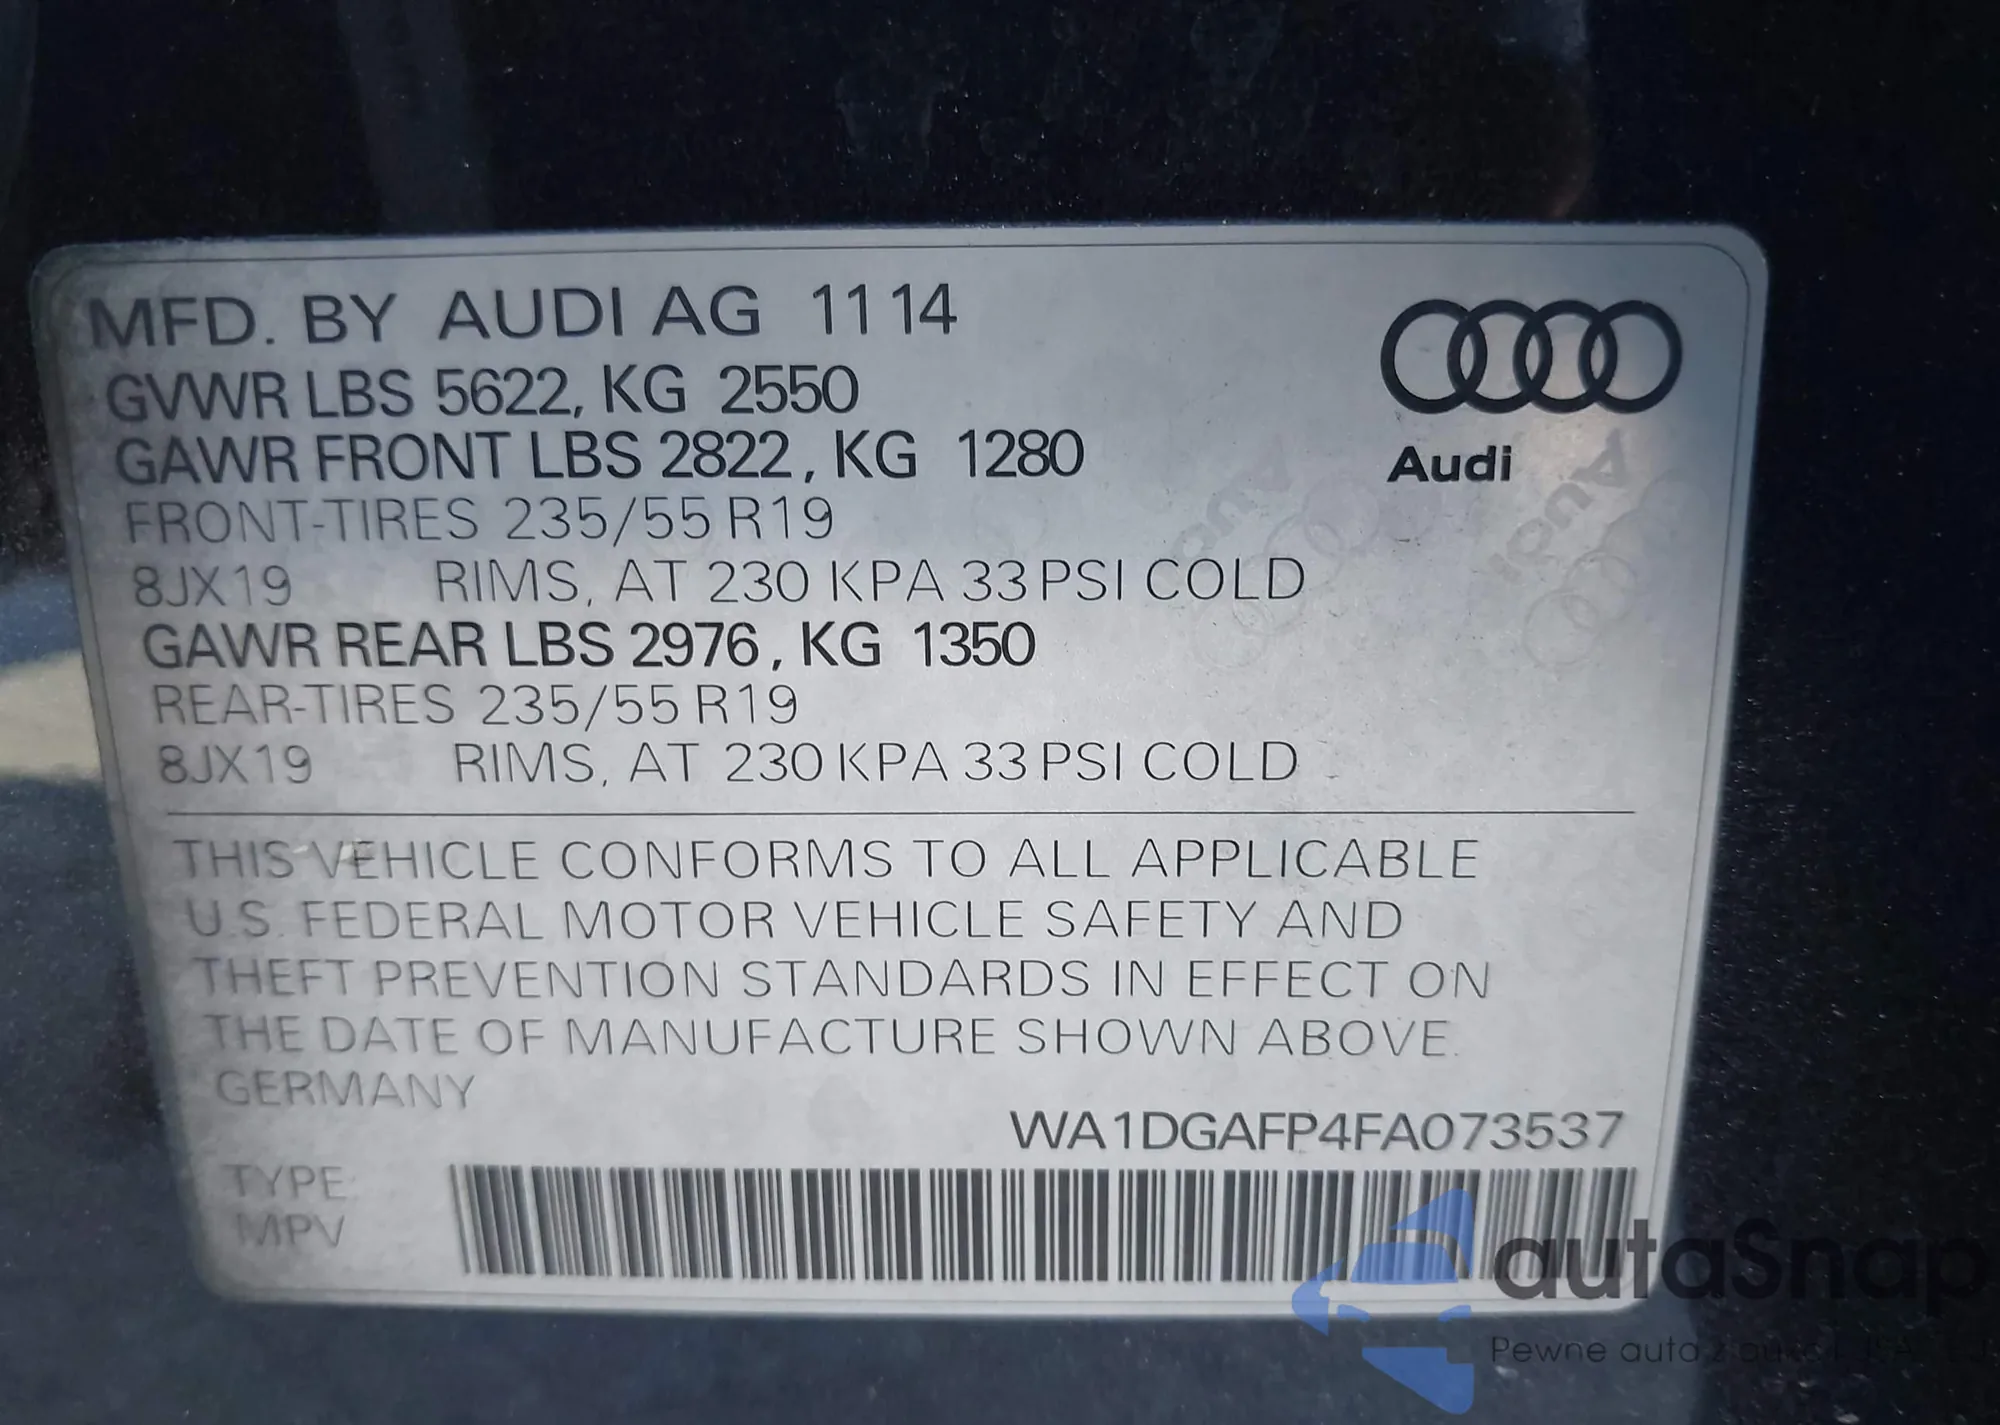 MFD. BY AUDI AG 11 14
GVWR LBS 5622, KG 2550
GAWR FRONT LBS 2822, KG 1280
FRONT-TIRES 235/55 R19
8JX19 RIMS, AT 230 KPA 33 PSI COLD
GAWR REAR LBS 2976, KG 1350
REAR-TIRES 235/55 R19
8JX19 RIMS, AT 230 KPA 33 PSI COLD
Audi
THIS VEHICLE CONFORMS TO ALL APPLICABLE
U.S. FEDERAL MOTOR VEHICLE SAFETY AND
THEFT PREVENTION STANDARDS IN EFFECT ON
THE DATE OF MANUFACTURE SHOWN ABOVE.
GERMANY
WA1DGAFP4FA073537
TYPE:
MPV
autaSnap
Pewne auta z